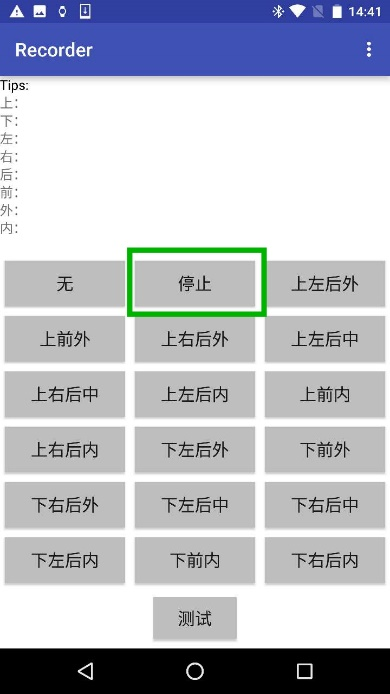 14:41
Recorder
Tips:
上：
下：
左：
右：
后：
前：
外：
内：
无 停止 上左后外
上前外 上右后外 上左后中
上右后中 上左后内 上前内
上右后内 下左后外 下前外
下右后外 下左后中 下右后中
下左后内 下前内 下右后内
测试